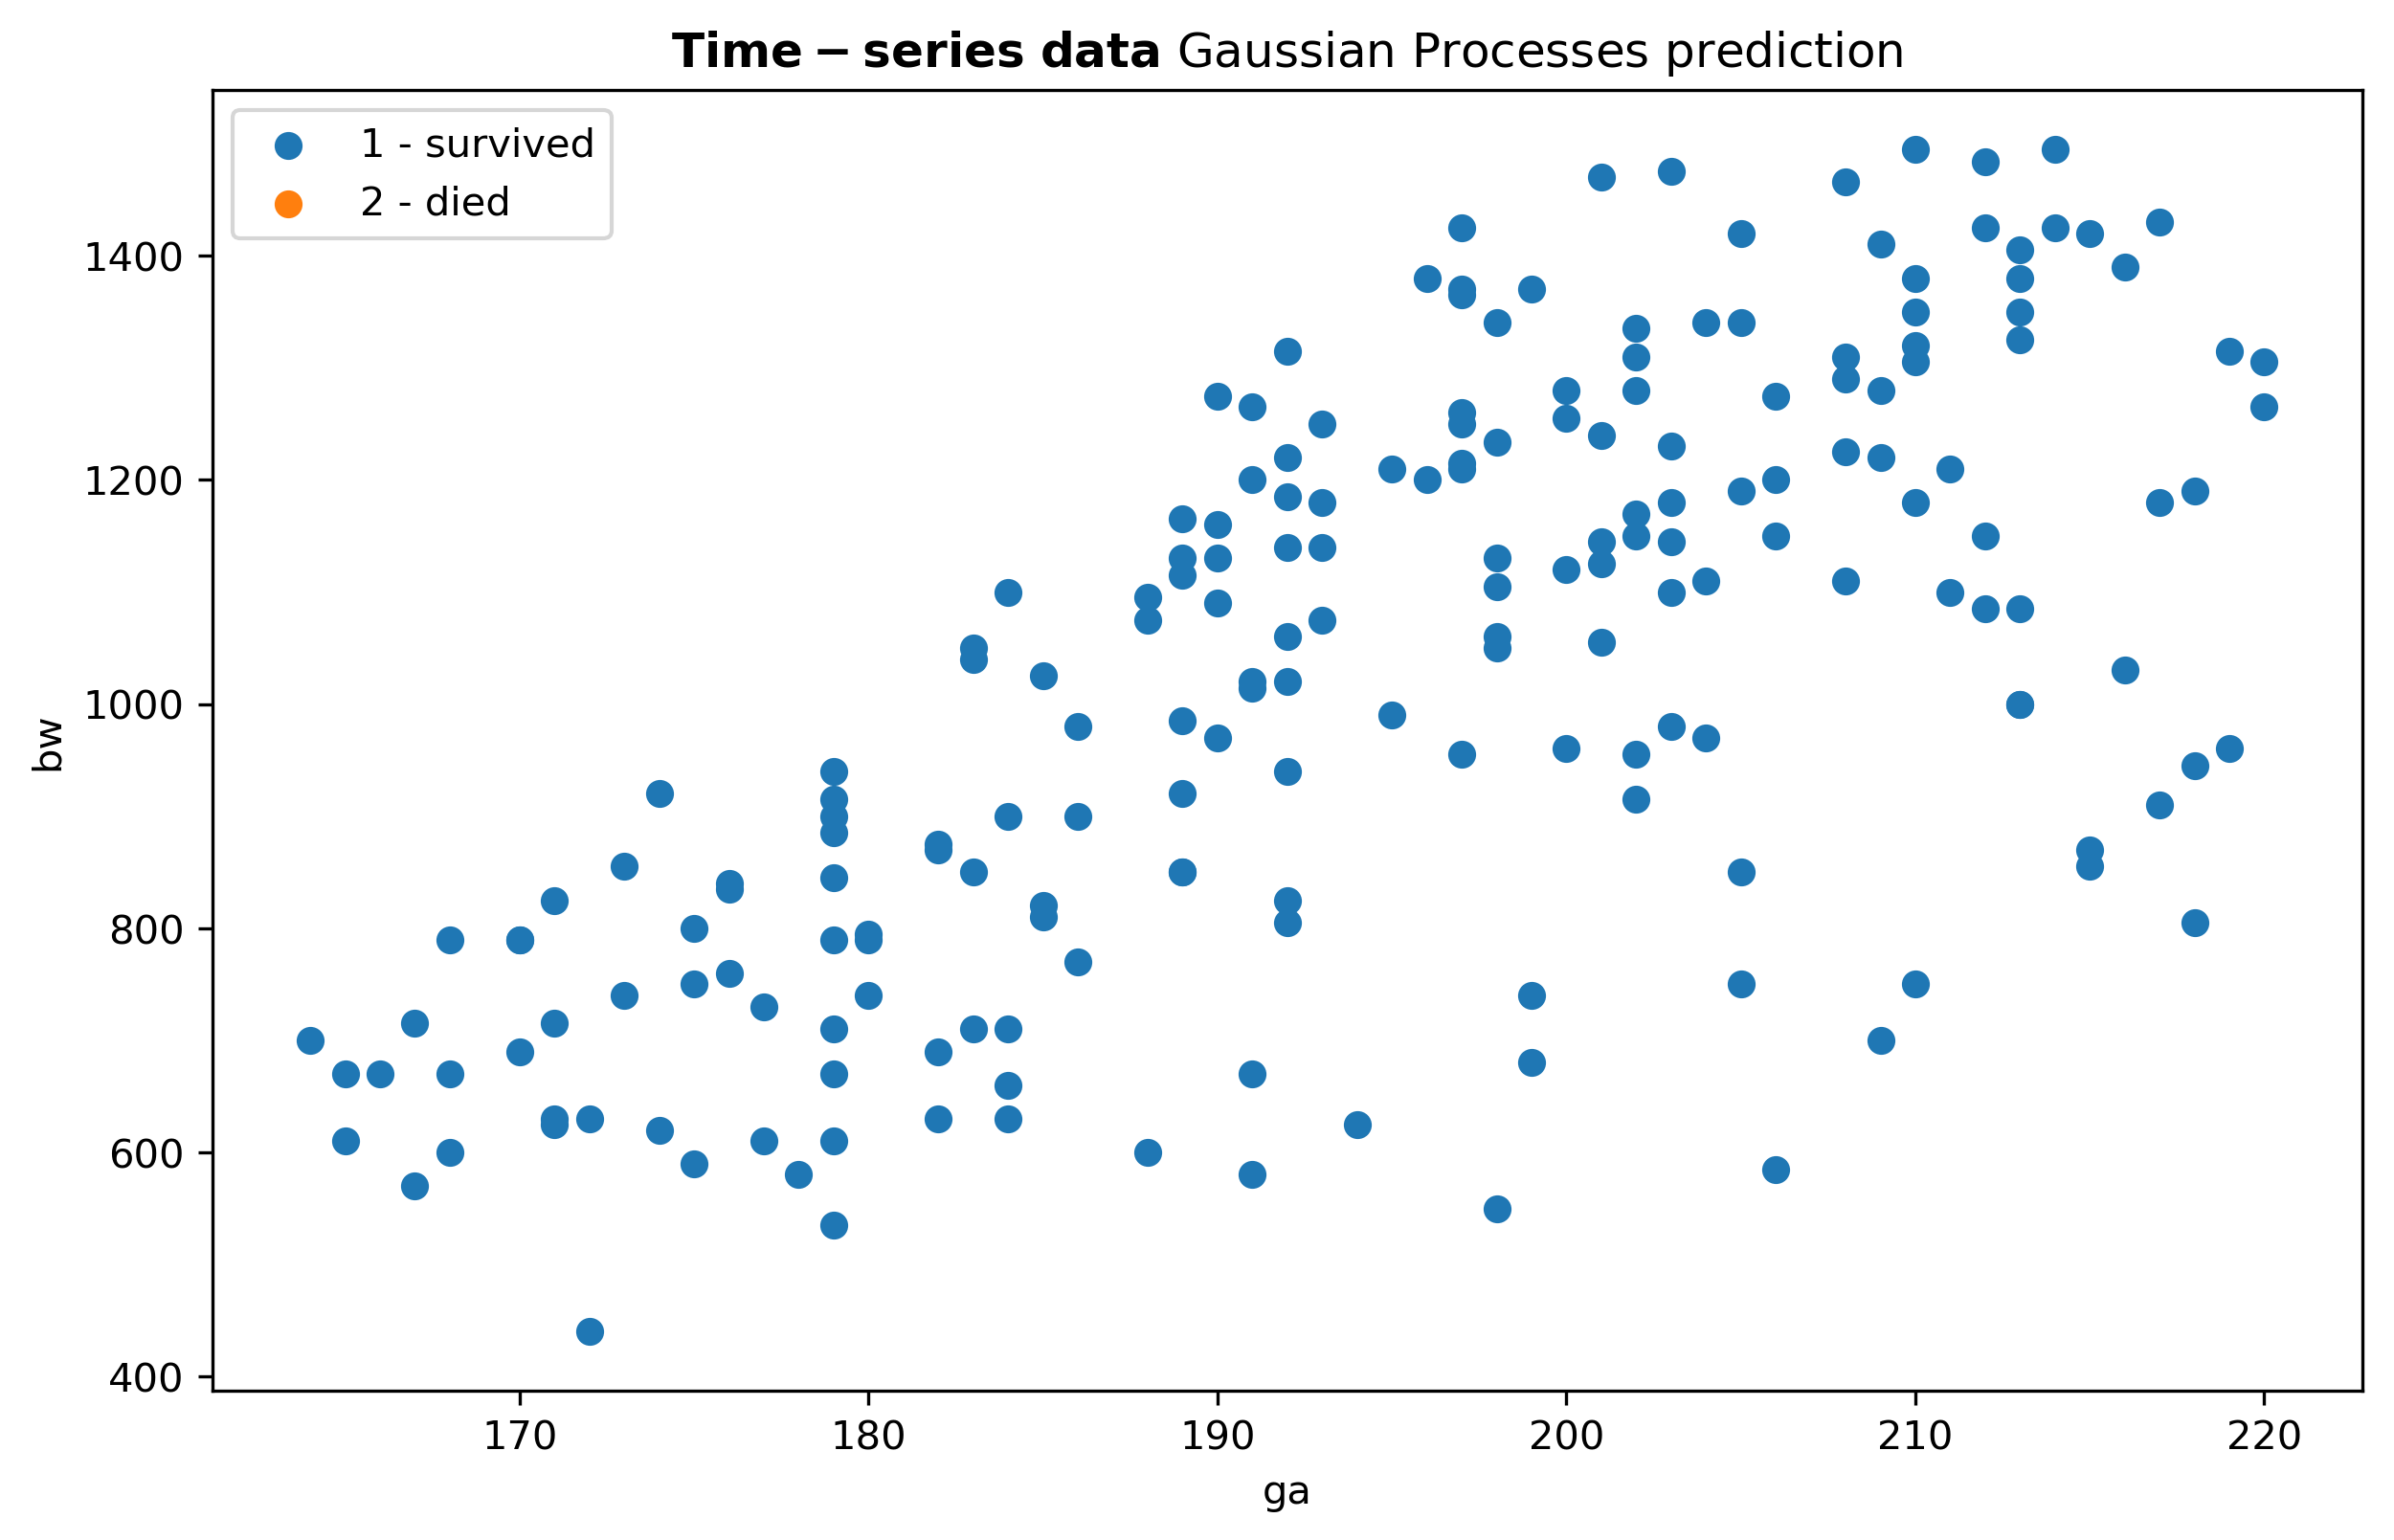 Time − series data Gaussian Processes prediction
1 - survived
2 - died
1400
1200
1000
800
600
400
bw
170 180 190 200 210 220
ga